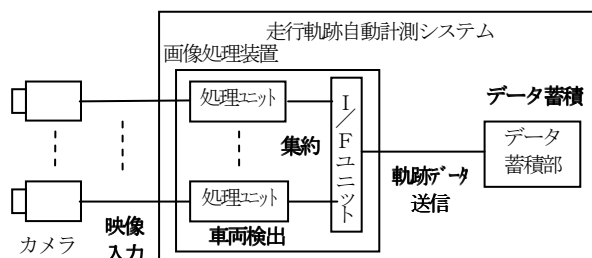 走行軌跡自動計測システム
画像処理装置
処理ユニット
I/Fユニット
データ蓄積
集約
データ
蓄積部
軌跡データ
送信
処理ユニット
車両検出
映像
入力
カメラ